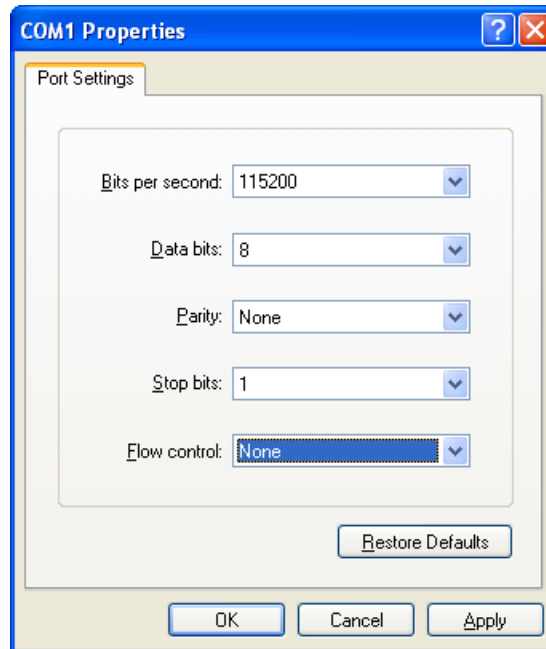 COM1 Properties
Port Settings
Bits per second: 115200
Data bits: 8
Parity: None
Stop bits: 1
Flow control: None
Restore Defaults
OK Cancel Apply